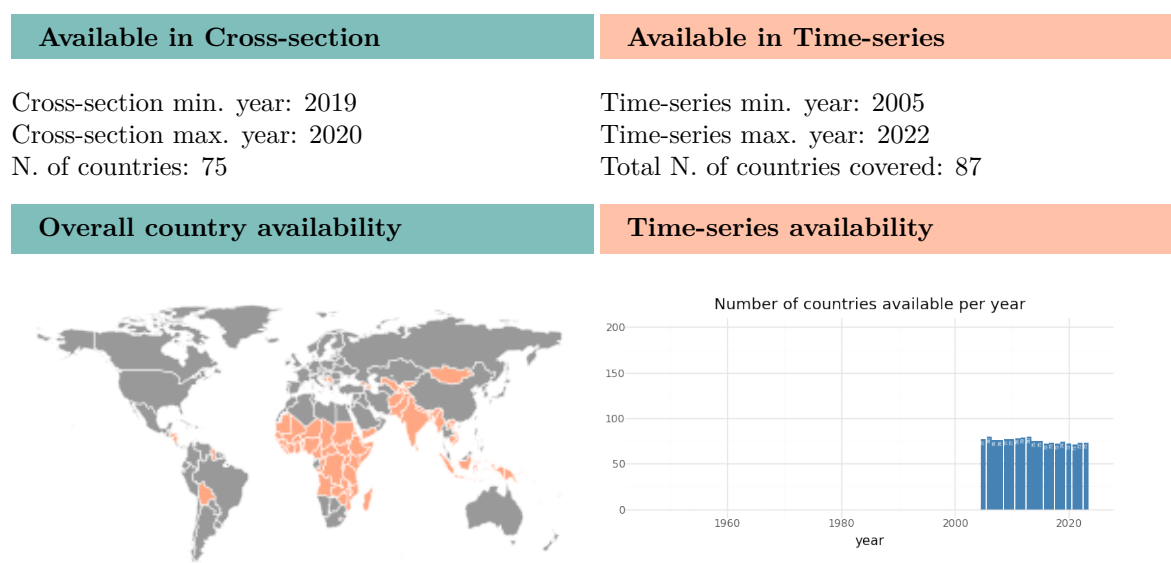 Available in Cross-section
Available in Time-series
Cross-section min. year: 2019
Cross-section max. year: 2020
N. of countries: 75
Time-series min. year: 2005
Time-series max. year: 2022
Total N. of countries covered: 87
Overall country availability
Time-series availability
Number of countries available per year
200
150
100
50
0
1960
1980
2000
2020
year